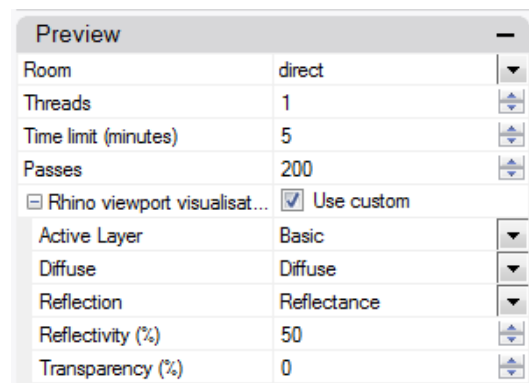 Preview
Room direct
Threads 1
Time limit (minutes) 5
Passes 200
Rhino viewport visualisat... Use custom
Active Layer Basic
Diffuse Diffuse
Reflection Reflectance
Reflectivity (%) 50
Transparency (%) 0